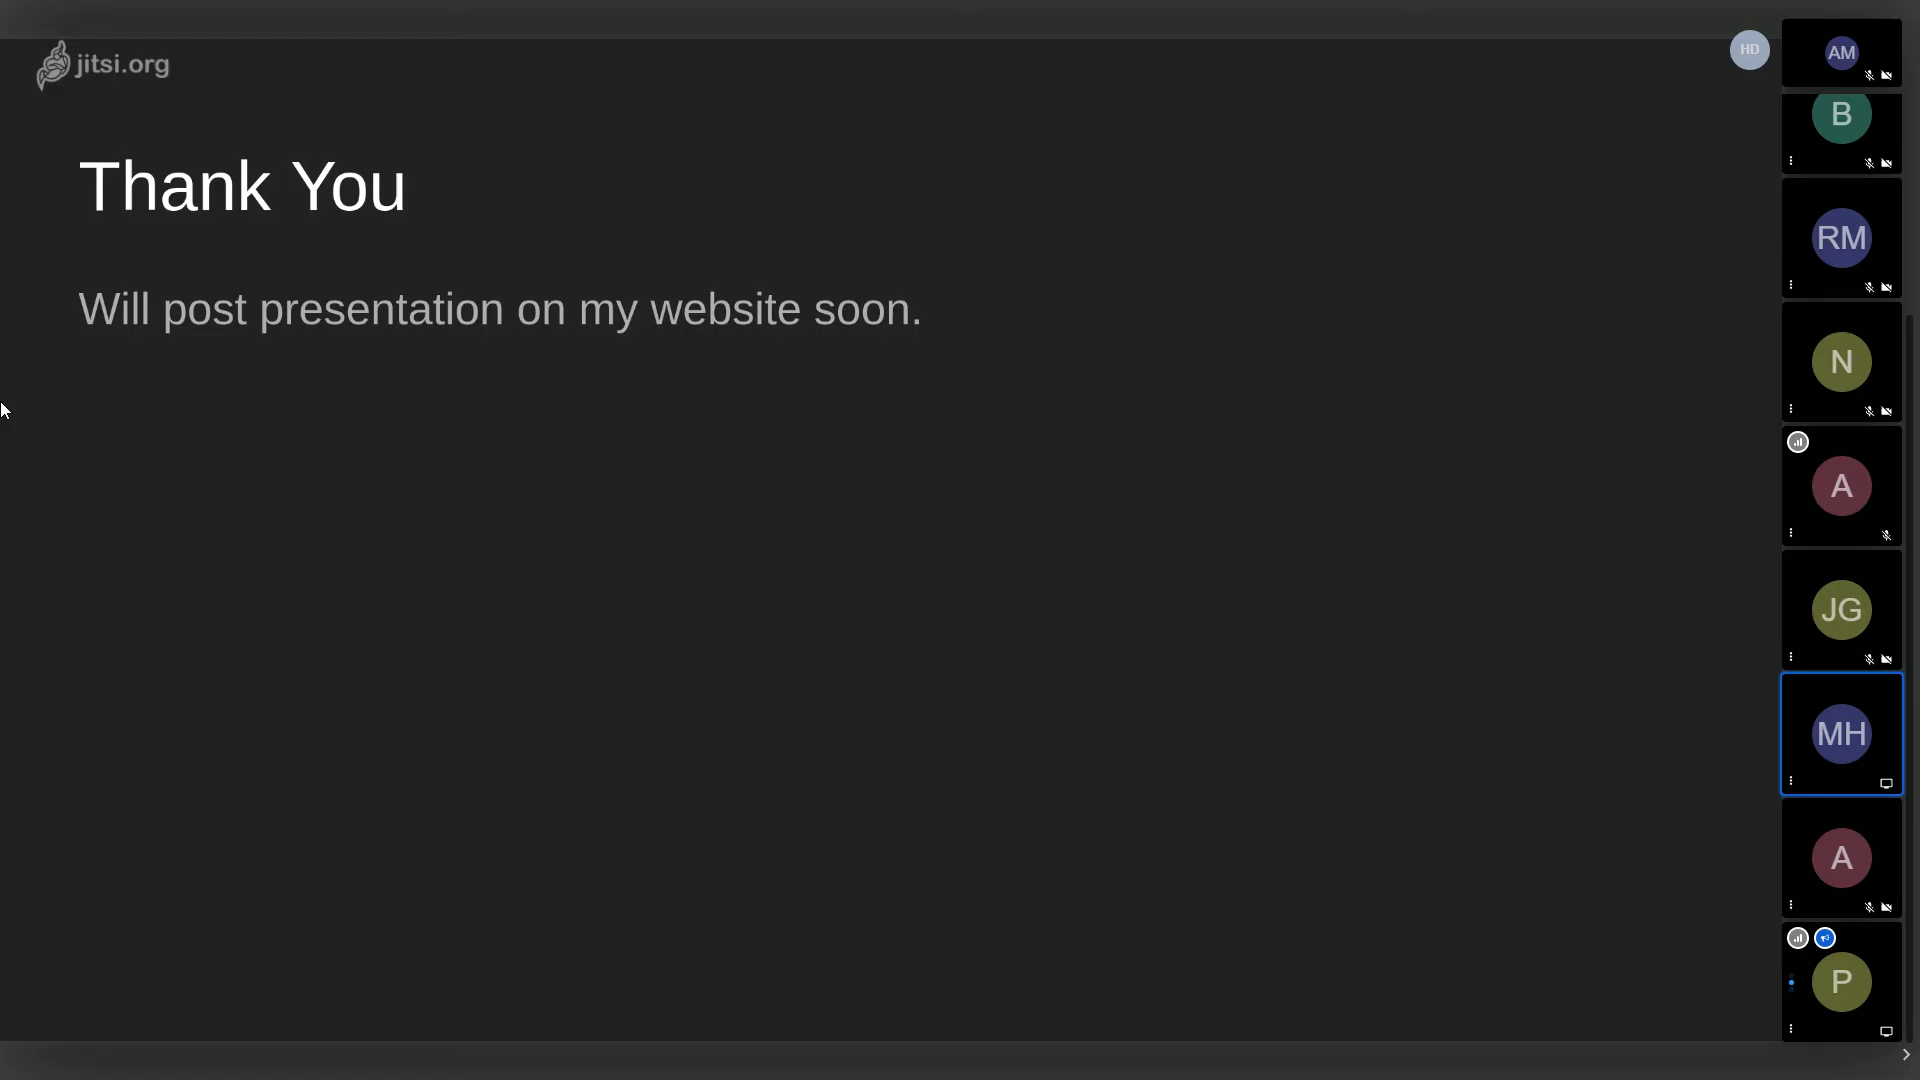 jitsi.org
HD
AM
Thank You
B
Will post presentation on my website soon.
RM
N
A
JG
MH
A
P